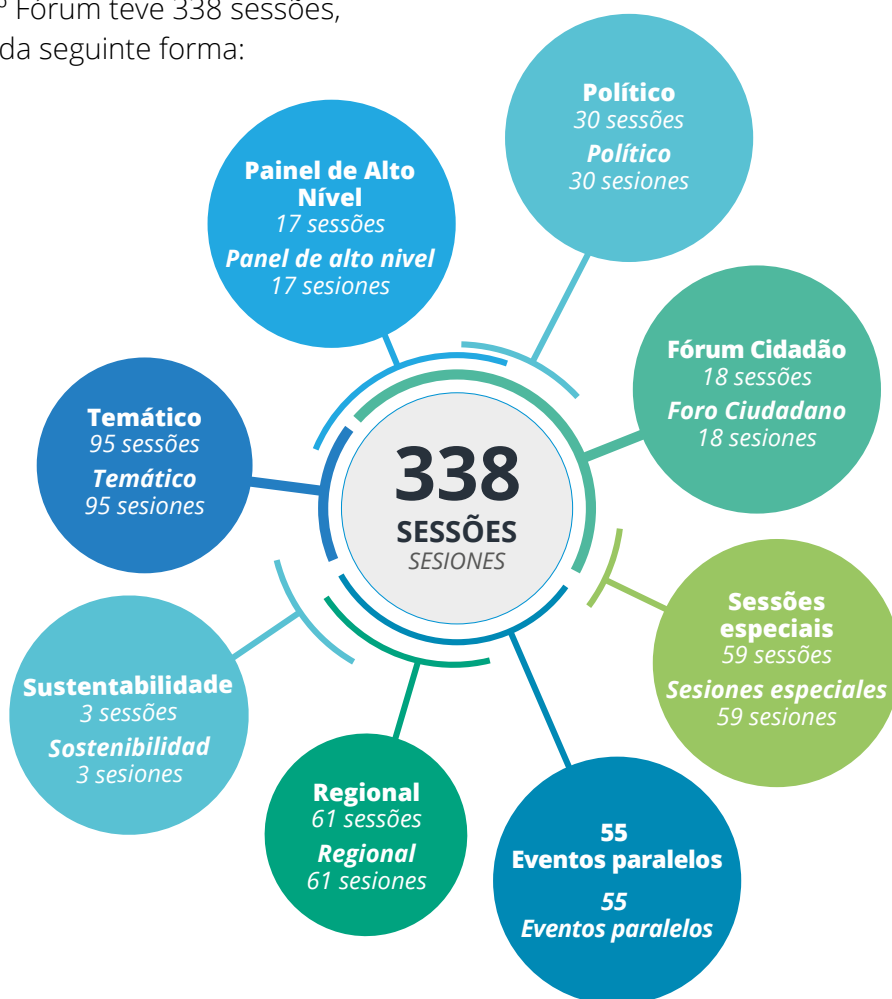 º Fórum teve 338 sessões,
da seguinte forma:
Político
30 sessões
Político
30 sesiones
Painel de Alto
Nível
17 sessões
Panel de alto nivel
17 sesiones
Fórum Cidadão
18 sessões
Foro Ciudadano
18 sesiones
Temático
95 sessões
Temático
95 sesiones
338
SESSÕES
SESIONES
Sessões
especiais
59 sessões
Sesiones especiales
59 sesiones
Sustentabilidade
3 sessões
Sostenibilidad
3 sesiones
Regional
61 sessões
Regional
61 sesiones
55
Eventos paralelos
55
Eventos paralelos